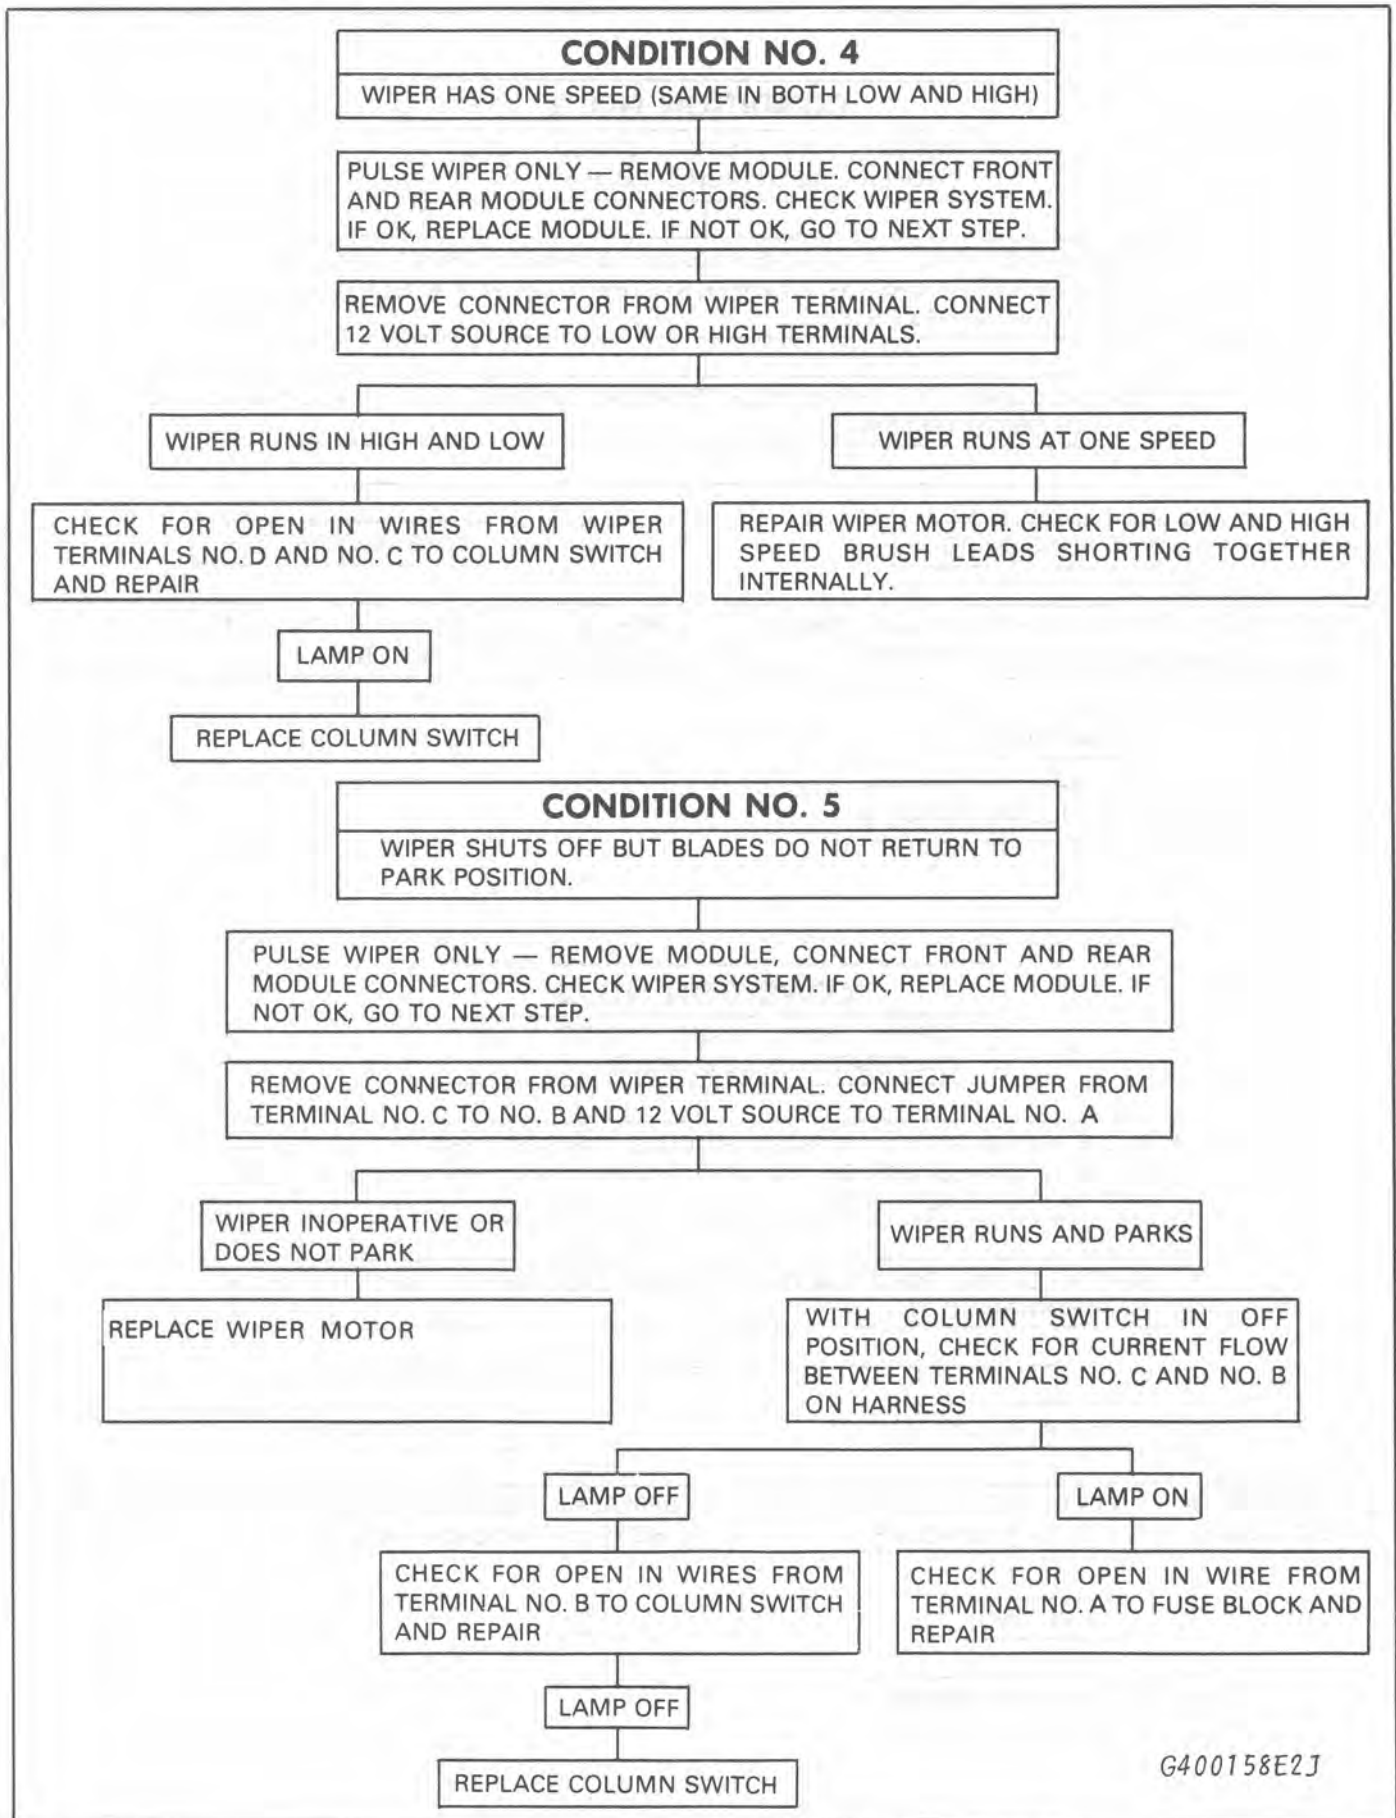 CONDITION NO. 4
WIPER HAS ONE SPEED (SAME IN BOTH LOW AND HIGH)
PULSE WIPER ONLY — REMOVE MODULE. CONNECT FRONT
AND REAR MODULE CONNECTORS. CHECK WIPER SYSTEM.
IF OK, REPLACE MODULE. IF NOT OK, GO TO NEXT STEP.
REMOVE CONNECTOR FROM WIPER TERMINAL. CONNECT
12 VOLT SOURCE TO LOW OR HIGH TERMINALS.
WIPER RUNS IN HIGH AND LOW
WIPER RUNS AT ONE SPEED
CHECK FOR OPEN IN WIRES FROM WIPER
TERMINALS NO. D AND NO. C TO COLUMN SWITCH
AND REPAIR
REPAIR WIPER MOTOR. CHECK FOR LOW AND HIGH
SPEED BRUSH LEADS SHORTING TOGETHER
INTERNALLY.
LAMP ON
REPLACE COLUMN SWITCH
CONDITION NO. 5
WIPER SHUTS OFF BUT BLADES DO NOT RETURN TO
PARK POSITION.
PULSE WIPER ONLY — REMOVE MODULE, CONNECT FRONT AND REAR
MODULE CONNECTORS. CHECK WIPER SYSTEM. IF OK, REPLACE MODULE. IF
NOT OK, GO TO NEXT STEP.
REMOVE CONNECTOR FROM WIPER TERMINAL. CONNECT JUMPER FROM
TERMINAL NO. C TO NO. B AND 12 VOLT SOURCE TO TERMINAL NO. A
WIPER INOPERATIVE OR
DOES NOT PARK
WIPER RUNS AND PARKS
REPLACE WIPER MOTOR
WITH COLUMN SWITCH IN OFF
POSITION, CHECK FOR CURRENT FLOW
BETWEEN TERMINALS NO. C AND NO. B
ON HARNESS
LAMP OFF
LAMP ON
CHECK FOR OPEN IN WIRES FROM
TERMINAL NO. B TO COLUMN SWITCH
AND REPAIR
CHECK FOR OPEN IN WIRE FROM
TERMINAL NO. A TO FUSE BLOCK AND
REPAIR
LAMP OFF
REPLACE COLUMN SWITCH
G400158E2J